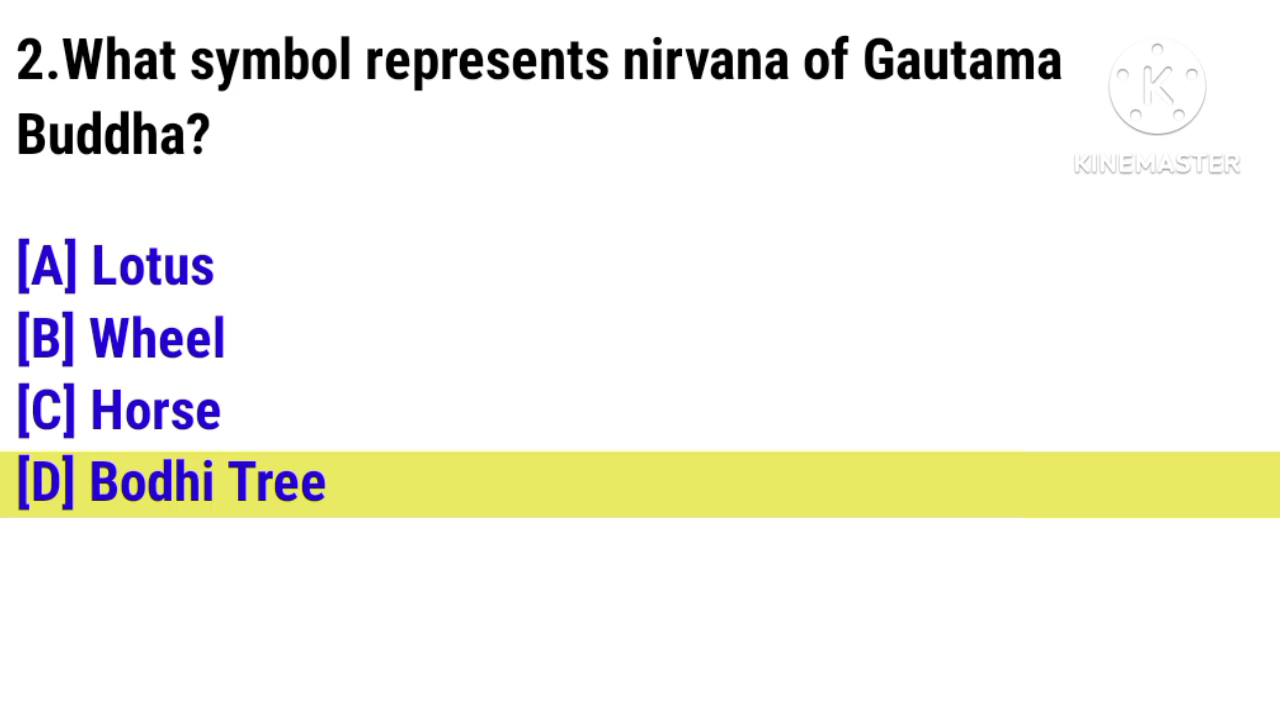 2.What symbol represents nirvana of Gautama
Buddha?
K
KINEMASTER
[A] Lotus
[B] Wheel
[C] Horse
[D] Bodhi Tree